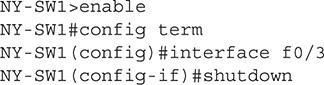 NY-SW1>enable
NY-SW1#config term
NY-SW1(config)#interface f0/3
NY-SW1(config-if)#shutdown